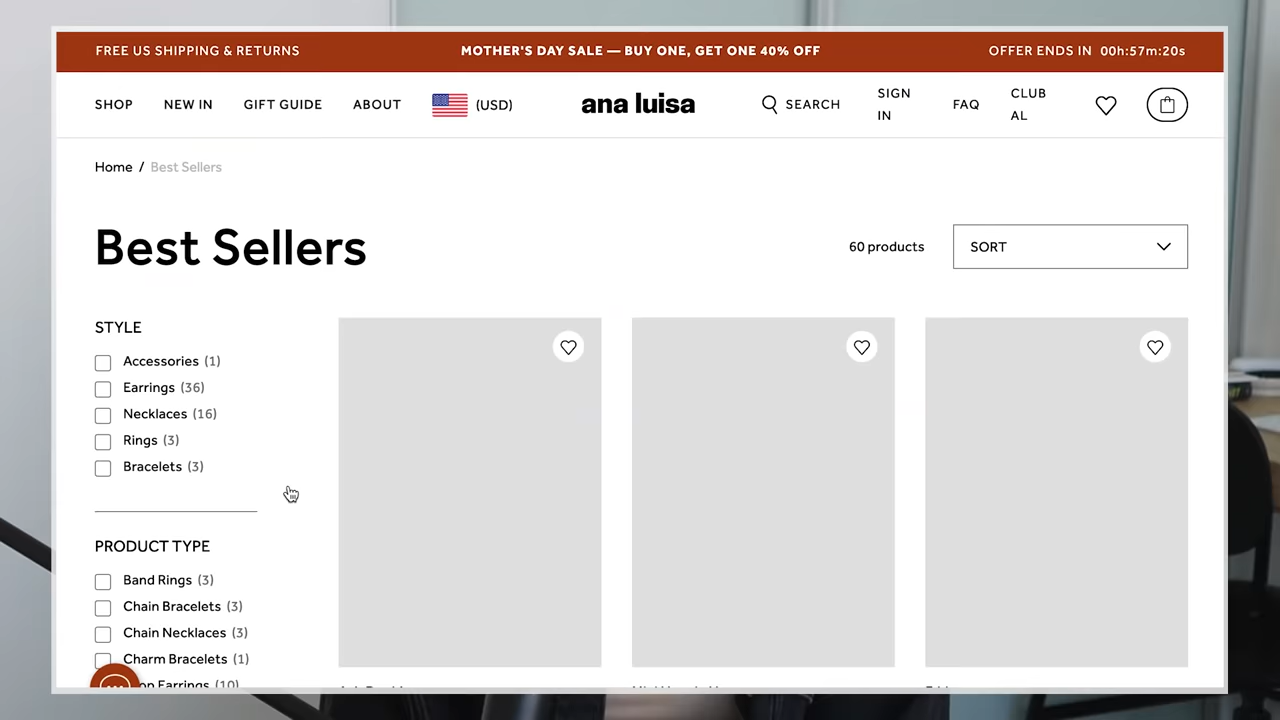 FREE US SHIPPING & RETURNS
MOTHER'S DAY SALE — BUY ONE, GET ONE 40% OFF
OFFER ENDS IN 00h:57m:20s
SHOP
NEW IN
GIFT GUIDE
ABOUT
(USD)
ana luisa
SEARCH
SIGN IN
FAQ
CLUB AL
Home / Best Sellers
Best Sellers
60 products
SORT
STYLE
Accessories (1)
Earrings (36)
Necklaces (16)
Rings (3)
Bracelets (3)
PRODUCT TYPE
Band Rings (3)
Chain Bracelets (3)
Chain Necklaces (3)
Charm Bracelets (1)
Earrings (10)